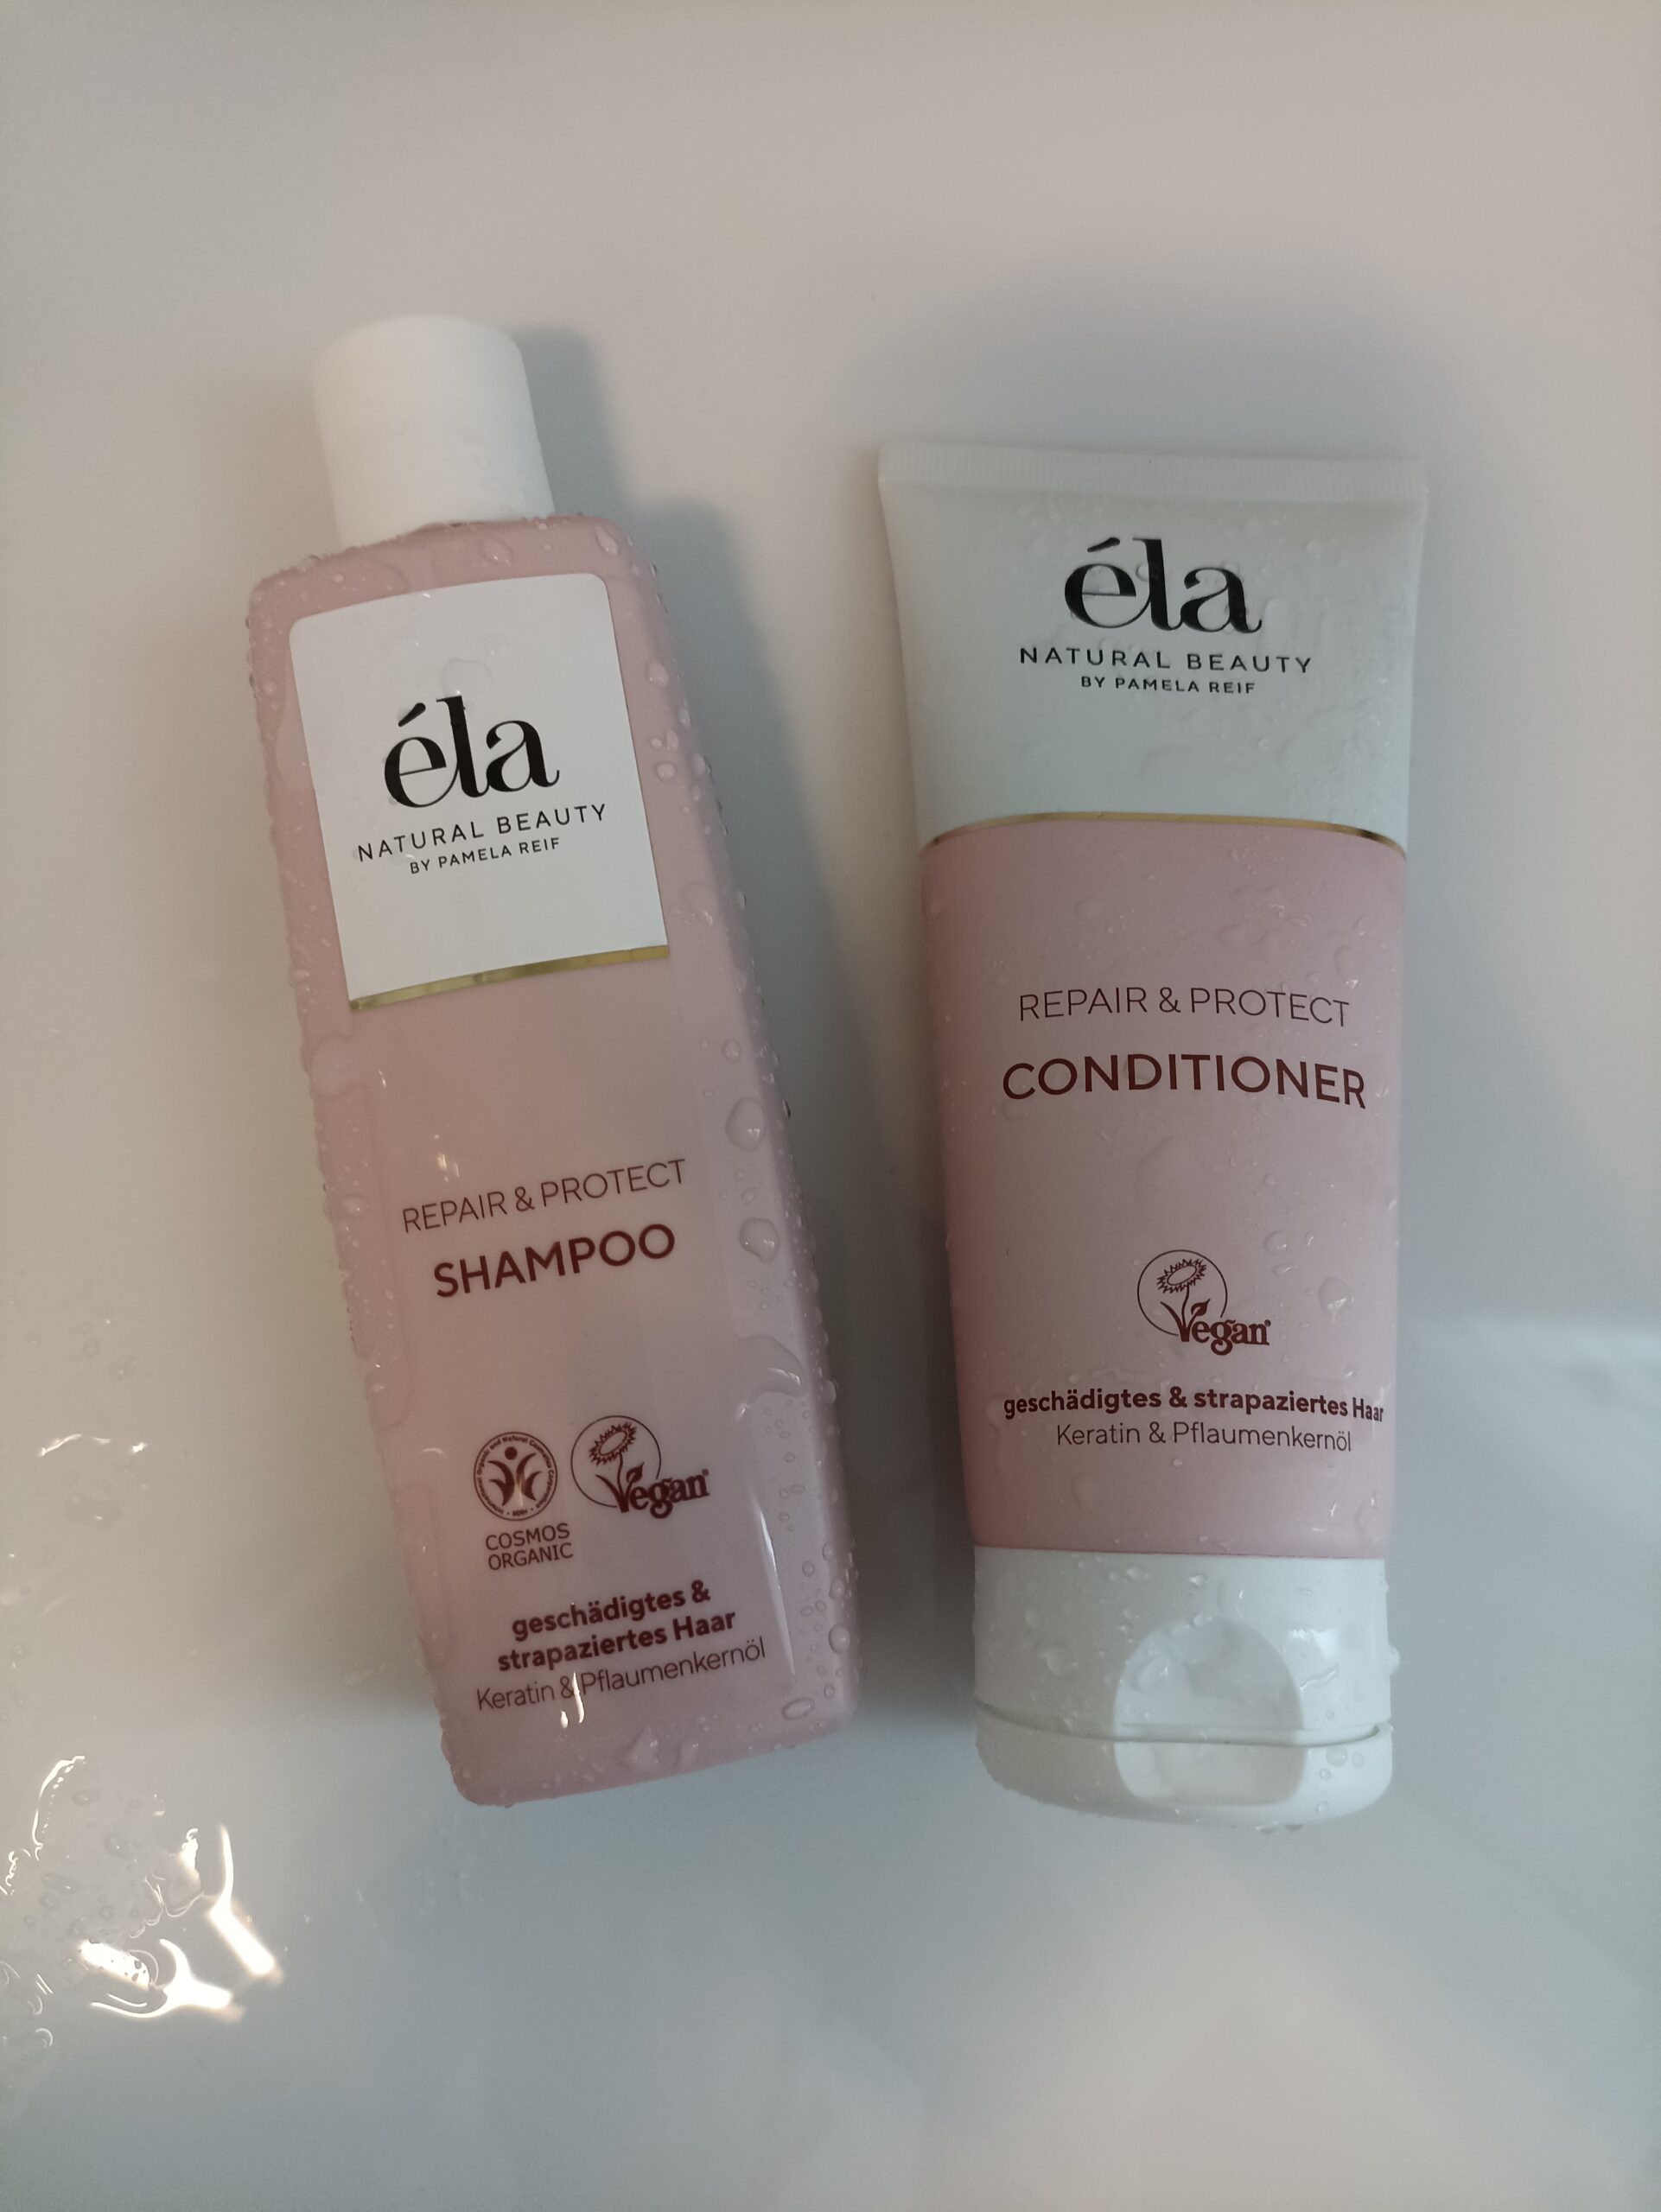 éla
NATURAL BEAUTY
BY PAMELA REIF
REPAIR & PROTECT
SHAMPOO
COSMOS
ORGANIC
Vegan
geschädigtes &
strapaziertes Haar
Keratin & Pflaumenkernöl
éla
NATURAL BEAUTY
BY PAMELA REIF
REPAIR & PROTECT
CONDITIONER
Vegan
geschädigtes & strapaziertes Haar
Keratin & Pflaumenkernöl